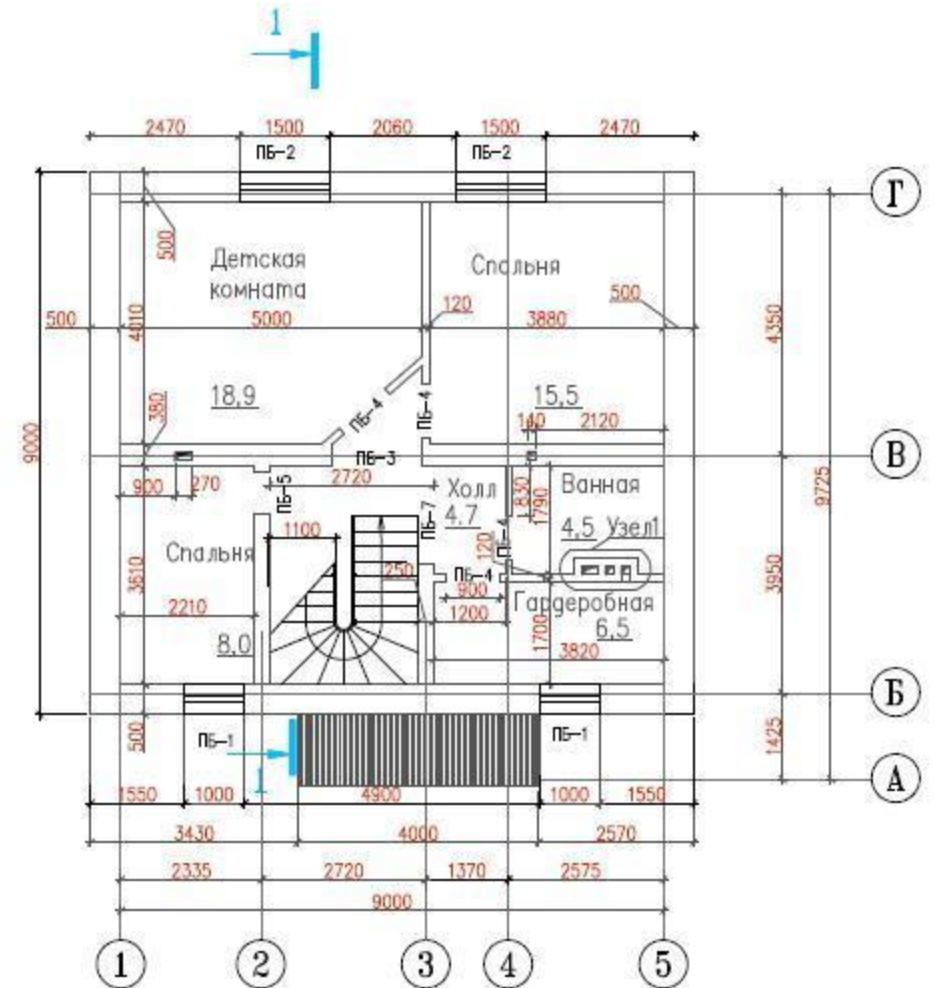 1
2470 1500 2060 1500 2470
ПБ-2 ПБ-2
Г
500
Детская
комната
Спальня
500 5000 120 3880 500
4010 4350
18,9 15,5
ПБ-4 ПБ-4
380 140 2120
9000
ПБ-3
В
9725
900 270 ПБ-5 2720
Холл
4.7
Ванная
830 1790
4,5 Узел1
ПБ-7 ПБ-4
1100
Спальня
120
3610 250 ПБ-4 3950
900
Гардеробная
6,5
2210 1200
8,0 1700 3820
Б
500 ПБ-1 ПБ-1 1425
1
А
1550 1000 4900 1000 1550
3430 4000 2570
2335 2720 1370 2575
9000
1 2 3 4 5